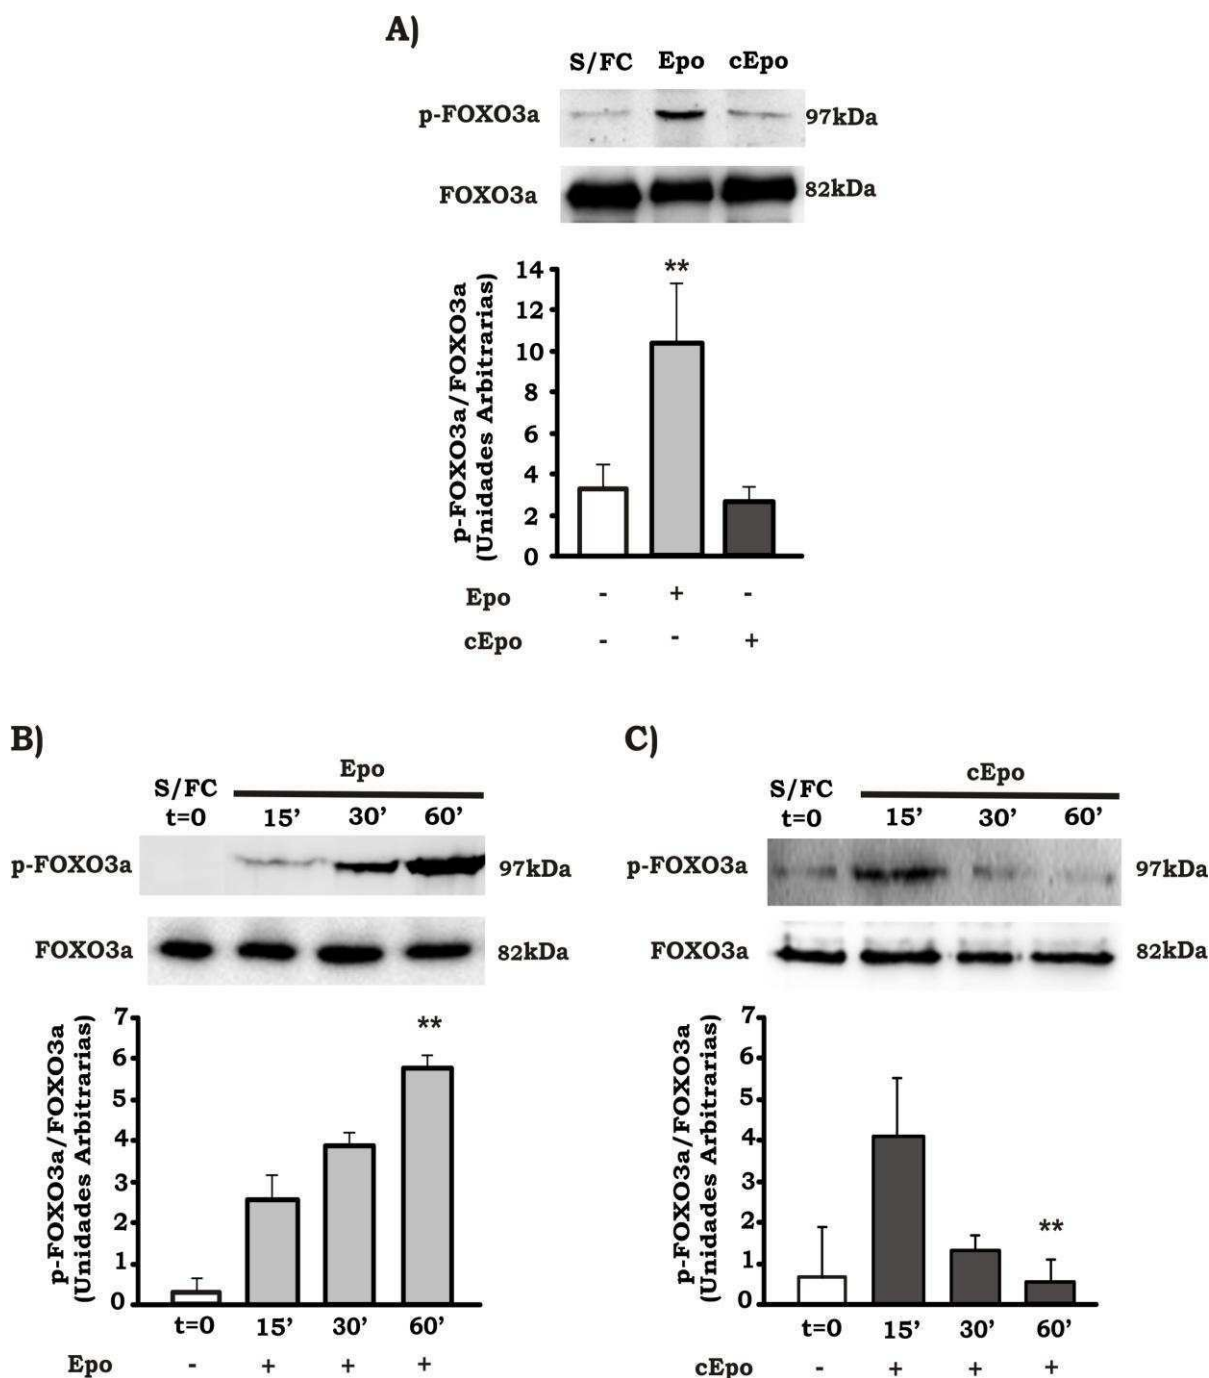 A)
S/FC Epo cEpo
p-FOXO3a 97kDa
FOXO3a 82kDa
p-FOXO3a/FOXO3a
(Unidades Arbitrarias)
14
12
10
8
6
4
2
0
**
Epo - + -
cEpo - - +
B)
Epo
S/FC
t=0 15’ 30’ 60’
p-FOXO3a 97kDa
FOXO3a 82kDa
p-FOXO3a/FOXO3a
(Unidades Arbitrarias)
7
6
5
4
3
2
1
0
**
t=0 15’ 30’ 60’
Epo - + + +
C)
cEpo
S/FC
t=0 15’ 30’ 60’
p-FOXO3a 97kDa
FOXO3a 82kDa
p-FOXO3a/FOXO3a
(Unidades Arbitrarias)
7
6
5
4
3
2
1
0
**
t=0 15’ 30’ 60’
cEpo - + + +